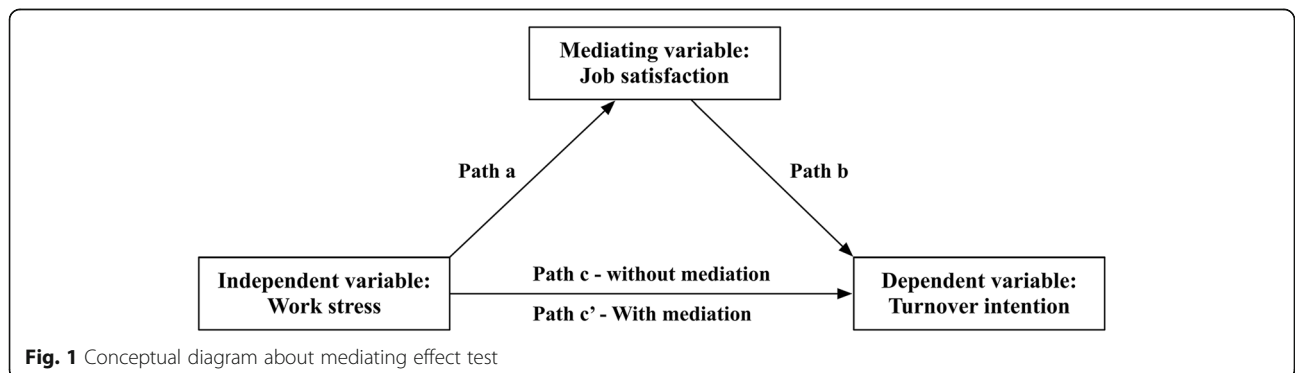 Mediating variable:
Job satisfaction
Path a
Path b
Independent variable:
Work stress
Path c - without mediation
Path c’ - With mediation
Dependent variable:
Turnover intention
Fig. 1 Conceptual diagram about mediating effect test